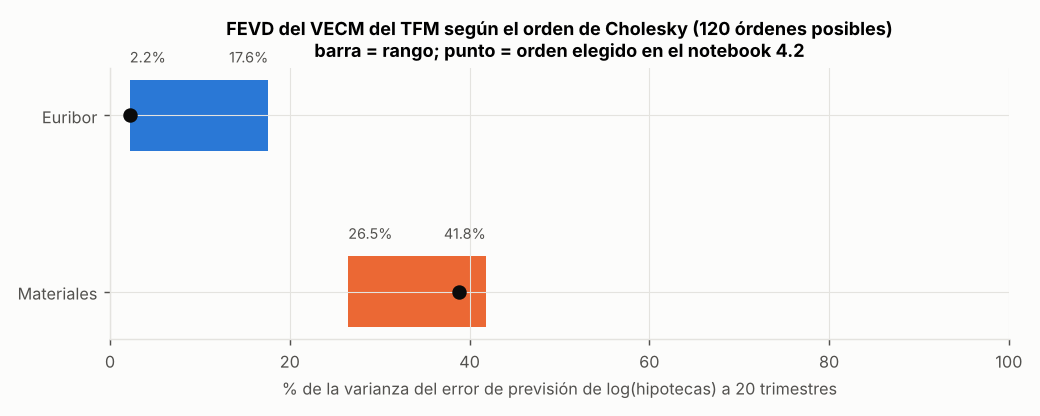 FEVD del VECM del TFM según el orden de Cholesky (120 órdenes posibles)
barra = rango; punto = orden elegido en el notebook 4.2
2.2% 17.6%
Euribor
26.5% 41.8%
Materiales
0 20 40 60 80 100
% de la varianza del error de previsión de log(hipotecas) a 20 trimestres